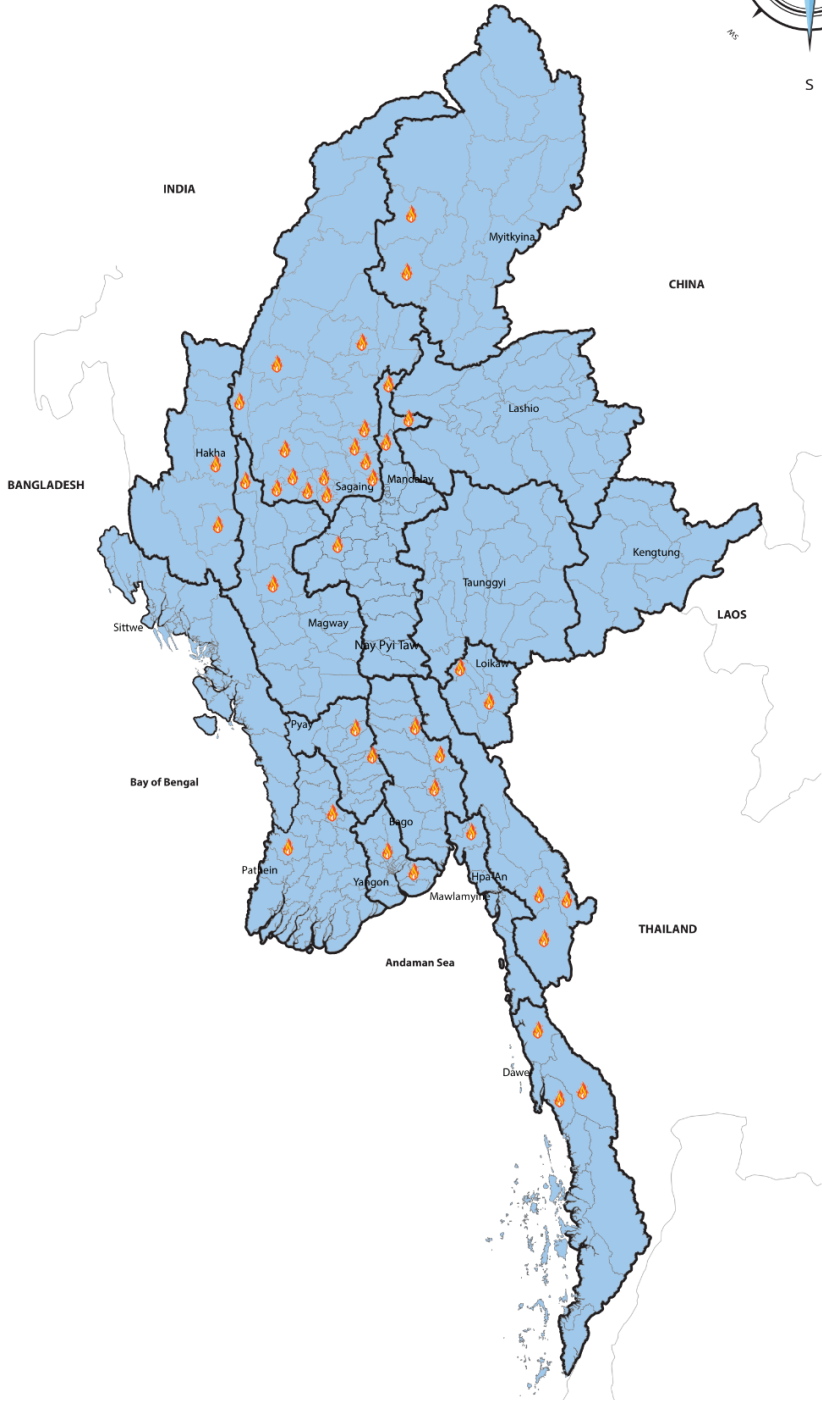 SW
S
INDIA
Myitkyina
CHINA
Lashio
Hakha
BANGLADESH
Mandalay
Sagaing
Kengtung
Taunggyi
LAOS
Sittwe
Magway
Nay Pyi Taw
Loikaw
Pyay
Bay of Bengal
Bago
Pathein
Yangon
Hpa-An
Mawlamyine
THAILAND
Andaman Sea
Dawei